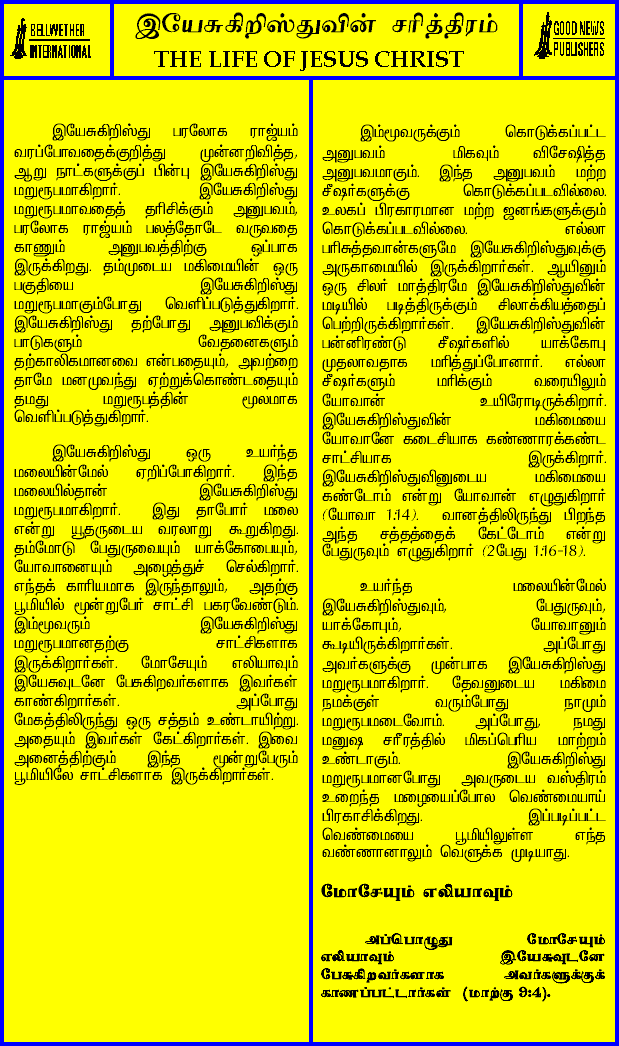 BELLWETHER
INTERNATIONAL
இயேசுகிறிஸ்துவின் சரித்திரம்
THE LIFE OF JESUS CHRIST
GOOD NEWS
PUBLISHERS
இயேசுகிறிஸ்து பரலோக ராஜ்யம்
வரப்போவதைக்குறித்து முன்னறிவித்த,
ஆறு நாட்களுக்குப் பின்பு இயேசுகிறிஸ்து
மறுரூபமாகிறார். இயேசுகிறிஸ்து
மறுரூபமாவதைத் தரிசிக்கும் அனுபவம்,
பரலோக ராஜ்யம் பலத்தோடே வருவதை
காணும் அனுபவத்திற்கு ஒப்பாக
இருக்கிறது. தம்முடைய மகிமையின் ஒரு
பகுதியை இயேசுகிறிஸ்து
மறுரூபமாகும்போது வெளிப்படுத்துகிறார்.
இயேசுகிறிஸ்து தற்போது அனுபவிக்கும்
பாடுகளும் வேதனைகளும்
தற்காலிகமானவை என்பதையும், அவற்றை
தாமே மனமுவந்து ஏற்றுக்கொண்டதையும்
தமது மறுரூபத்தின் மூலமாக
வெளிப்படுத்துகிறார்.
இயேசுகிறிஸ்து ஒரு உயர்ந்த
மலையின்மேல் ஏறிப்போகிறார். இந்த
மலையில்தான் இயேசுகிறிஸ்து
மறுரூபமாகிறார். இது தாபோர் மலை
என்று யூதருடைய வரலாறு கூறுகிறது.
தம்மோடு பேதுருவையும் யாக்கோபையும்,
யோவானையும் அழைத்துச் செல்கிறார்.
எந்தக் காரியமாக இருந்தாலும், அதற்கு
பூமியில் மூன்றுபேர் சாட்சி பகரவேண்டும்.
இம்மூவரும் இயேசுகிறிஸ்து
மறுரூபமானதற்கு சாட்சிகளாக
இருக்கிறார்கள். மோசேயும் எலியாவும்
இயேசுவுடனே பேசுகிறவர்களாக இவர்கள்
காண்கிறார்கள். அப்போது
மேகத்திலிருந்து ஒரு சத்தம் உண்டாயிற்று.
அதையும் இவர்கள் கேட்கிறார்கள். இவை
அனைத்திற்கும் இந்த மூன்றுபேரும்
பூமியிலே சாட்சிகளாக இருக்கிறார்கள்.
இம்மூவருக்கும் கொடுக்கப்பட்ட
அனுபவம் மிகவும் விசேஷித்த
அனுபவமாகும். இந்த அனுபவம் மற்ற
சீஷர்களுக்கு கொடுக்கப்படவில்லை.
உலகப் பிரகாரமான மற்ற ஜனங்களுக்கும்
கொடுக்கப்படவில்லை. எல்லா
பரிசுத்தவான்களுமே இயேசுகிறிஸ்துவுக்கு
அருகாமையில் இருக்கிறார்கள். ஆயினும்
ஒரு சிலர் மாத்திரமே இயேசுகிறிஸ்துவின்
மடியில் படித்திருக்கும் சிலாக்கியத்தைப்
பெற்றிருக்கிறார்கள். இயேசுகிறிஸ்துவின்
பன்னிரண்டு சீஷர்களில் யாக்கோபு
முதலாவதாக மரித்துப்போனார். எல்லா
சீஷர்களும் மரிக்கும் வரையிலும்
யோவான் உயிரோடிருக்கிறார்.
இயேசுகிறிஸ்துவின் மகிமையை
யோவானே கடைசியாக கண்ணாரக்கண்ட
சாட்சியாக இருக்கிறார்.
இயேசுகிறிஸ்துவினுடைய மகிமையை
கண்டோம் என்று யோவான் எழுதுகிறார்
(யோவா 1:14). வானத்திலிருந்து பிறந்த
அந்த சத்தத்தைக் கேட்டோம் என்று
பேதுருவும் எழுதுகிறார் (2பேது 1:16-18).
உயர்ந்த மலையின்மேல்
இயேசுகிறிஸ்துவும், பேதுருவும்,
யாக்கோபும், யோவானும்
கூடியிருக்கிறார்கள். அப்போது
அவர்களுக்கு முன்பாக இயேசுகிறிஸ்து
மறுரூபமாகிறார். தேவனுடைய மகிமை
நமக்குள் வரும்போது நாமும்
மறுரூபமடைவோம். அப்போது, நமது
மனுஷ சரீரத்தில் மிகப்பெரிய மாற்றம்
உண்டாகும். இயேசுகிறிஸ்து
மறுரூபமானபோது அவருடைய வஸ்திரம்
உறைந்த மழையைப்போல வெண்மையாய்
பிரகாசிக்கிறது. இப்படிப்பட்ட
வெண்மையை பூமியிலுள்ள எந்த
வண்ணானாலும் வெளுக்க முடியாது.
மோசேயும் எலியாவும்
அப்பொழுது மோசேயும்
எலியாவும் இயேசுவுடனே
பேசுகிறவர்களாக அவர்களுக்குக்
காணப்பட்டார்கள் (மாற்கு 9:4).